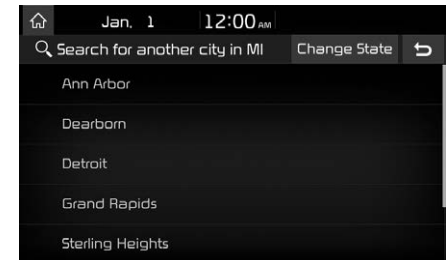 Jan. 1 12:00 AM
Search for another city in MI Change State
Ann Arbor
Dearborn
Detroit
Grand Rapids
Sterling Heights